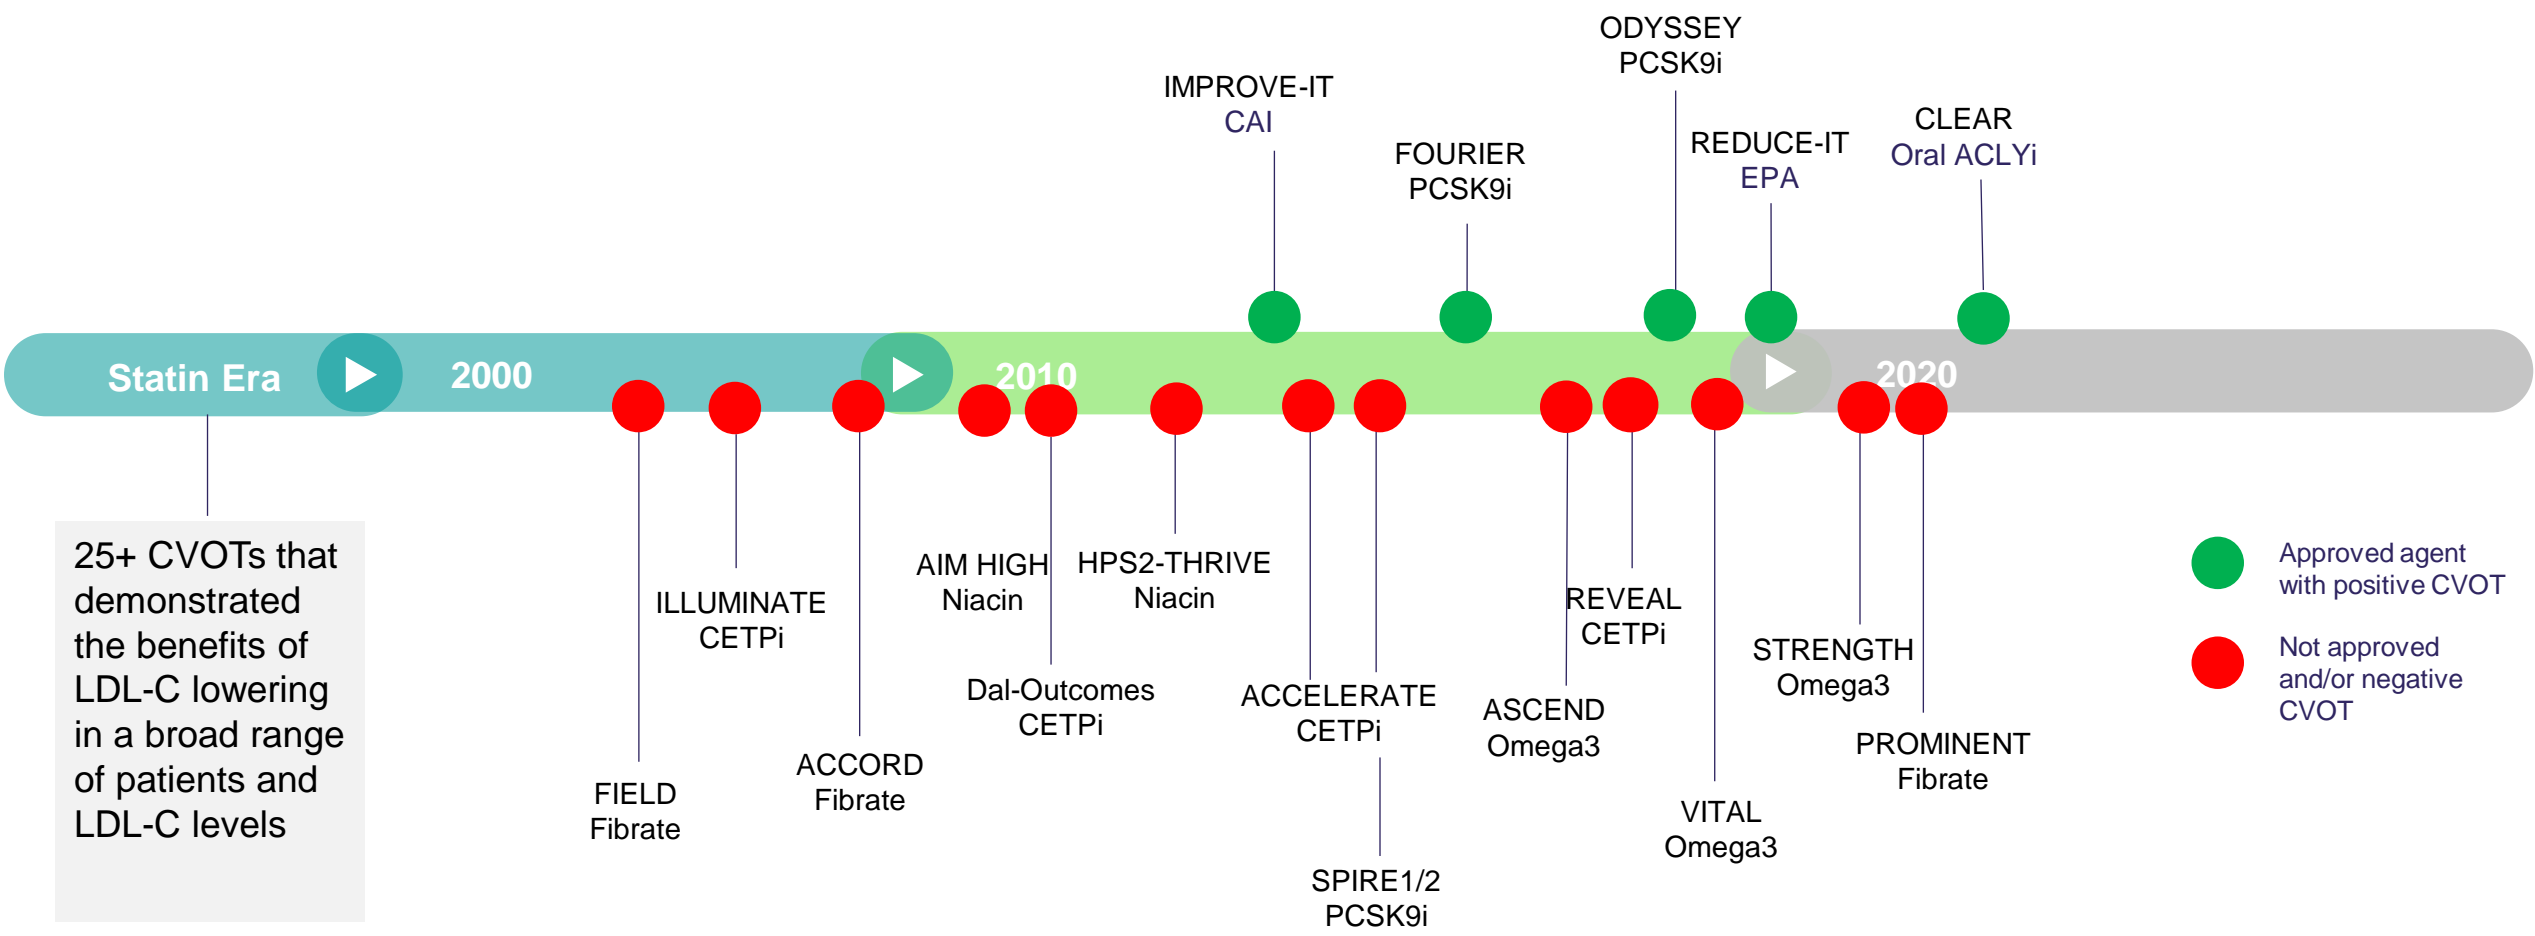 ODYSSEY
PCSK9i
IMPROVE-IT
CAI
FOURIER
PCSK9i
REDUCE-IT
EPA
CLEAR
Oral ACLYi
Statin Era
2000
2010
2020
25+ CVOTs that
demonstrated
the benefits of
LDL-C lowering
in a broad range
of patients and
LDL-C levels
FIELD
Fibrate
ILLUMINATE
CETPi
ACCORD
Fibrate
AIM HIGH
Niacin
Dal-Outcomes
CETPi
HPS2-THRIVE
Niacin
ACCELERATE
CETPi
SPIRE1/2
PCSK9i
ASCEND
Omega3
REVEAL
CETPi
VITAL
Omega3
STRENGTH
Omega3
PROMINENT
Fibrate
Approved agent
with positive CVOT
Not approved
and/or negative
CVOT